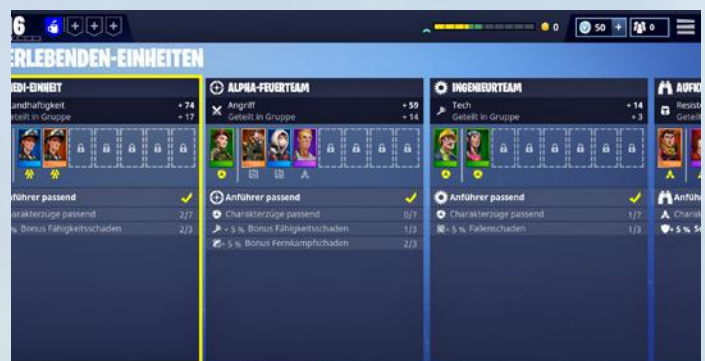 6
0
50 +
0
ERLEBENDEN-EINHEITEN
EDI-EINHEIT
andhaftigkeit + 74
eteilt in Gruppe + 17
Anführer passend
harakterzüge passend 2/7
% Bonus Fähigkeitsschaden 2/3
ALPHA-FEUERTEAM
Angriff + 59
Geteilt in Gruppe + 14
Anführer passend
Charakterzüge passend 0/7
+ 5 % Bonus Fähigkeitsschaden 1/3
+ 5 % Bonus Fernkampfschaden 2/3
INGENIEURTEAM
Tech + 14
Geteilt in Gruppe + 3
Anführer passend
Charakterzüge passend 1/7
+ 5 % Fallenschaden 1/3
AUFK
Resist
Geteil
Anführ
Charak
+ 5 %